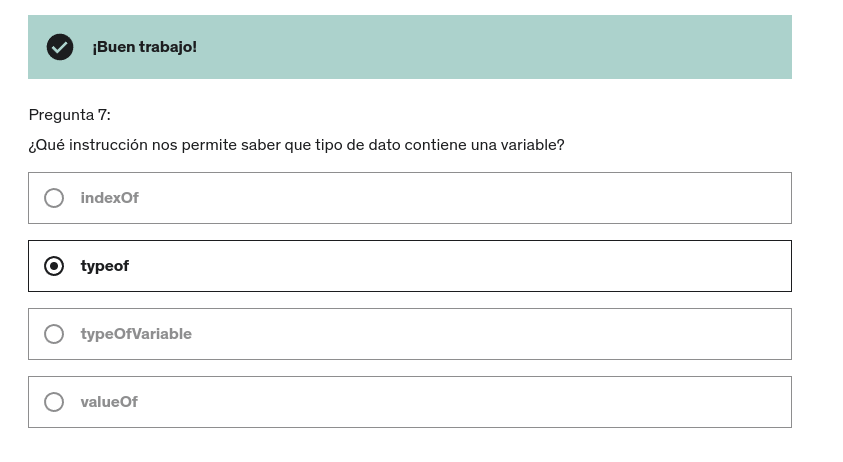 ¡Buen trabajo!
Pregunta 7:
¿Qué instrucción nos permite saber que tipo de dato contiene una variable?
indexOf
typeof
typeOfVariable
valueOf